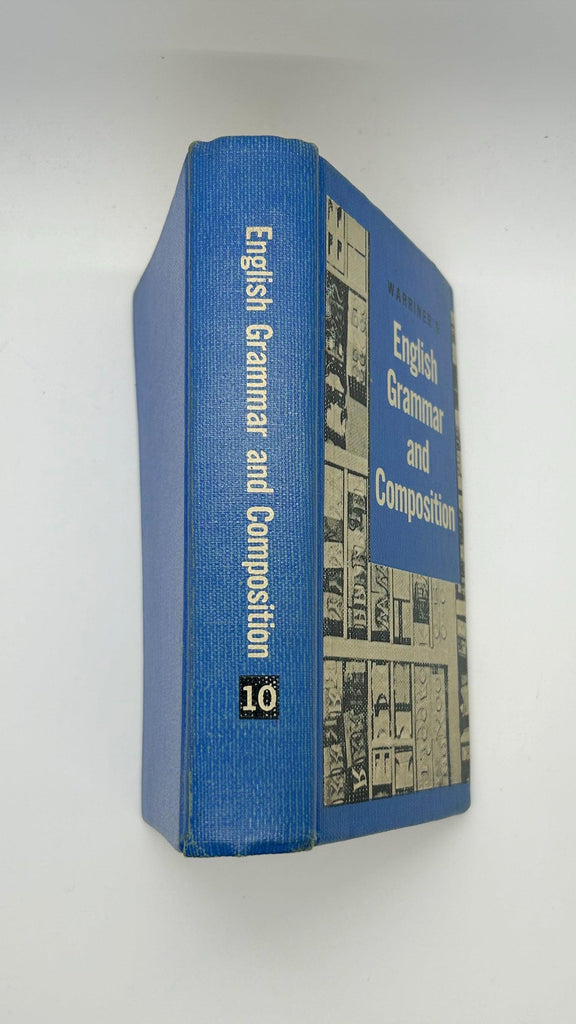 English Grammar and Composition
10
WARRINER'S
English
Grammar
and
Composition